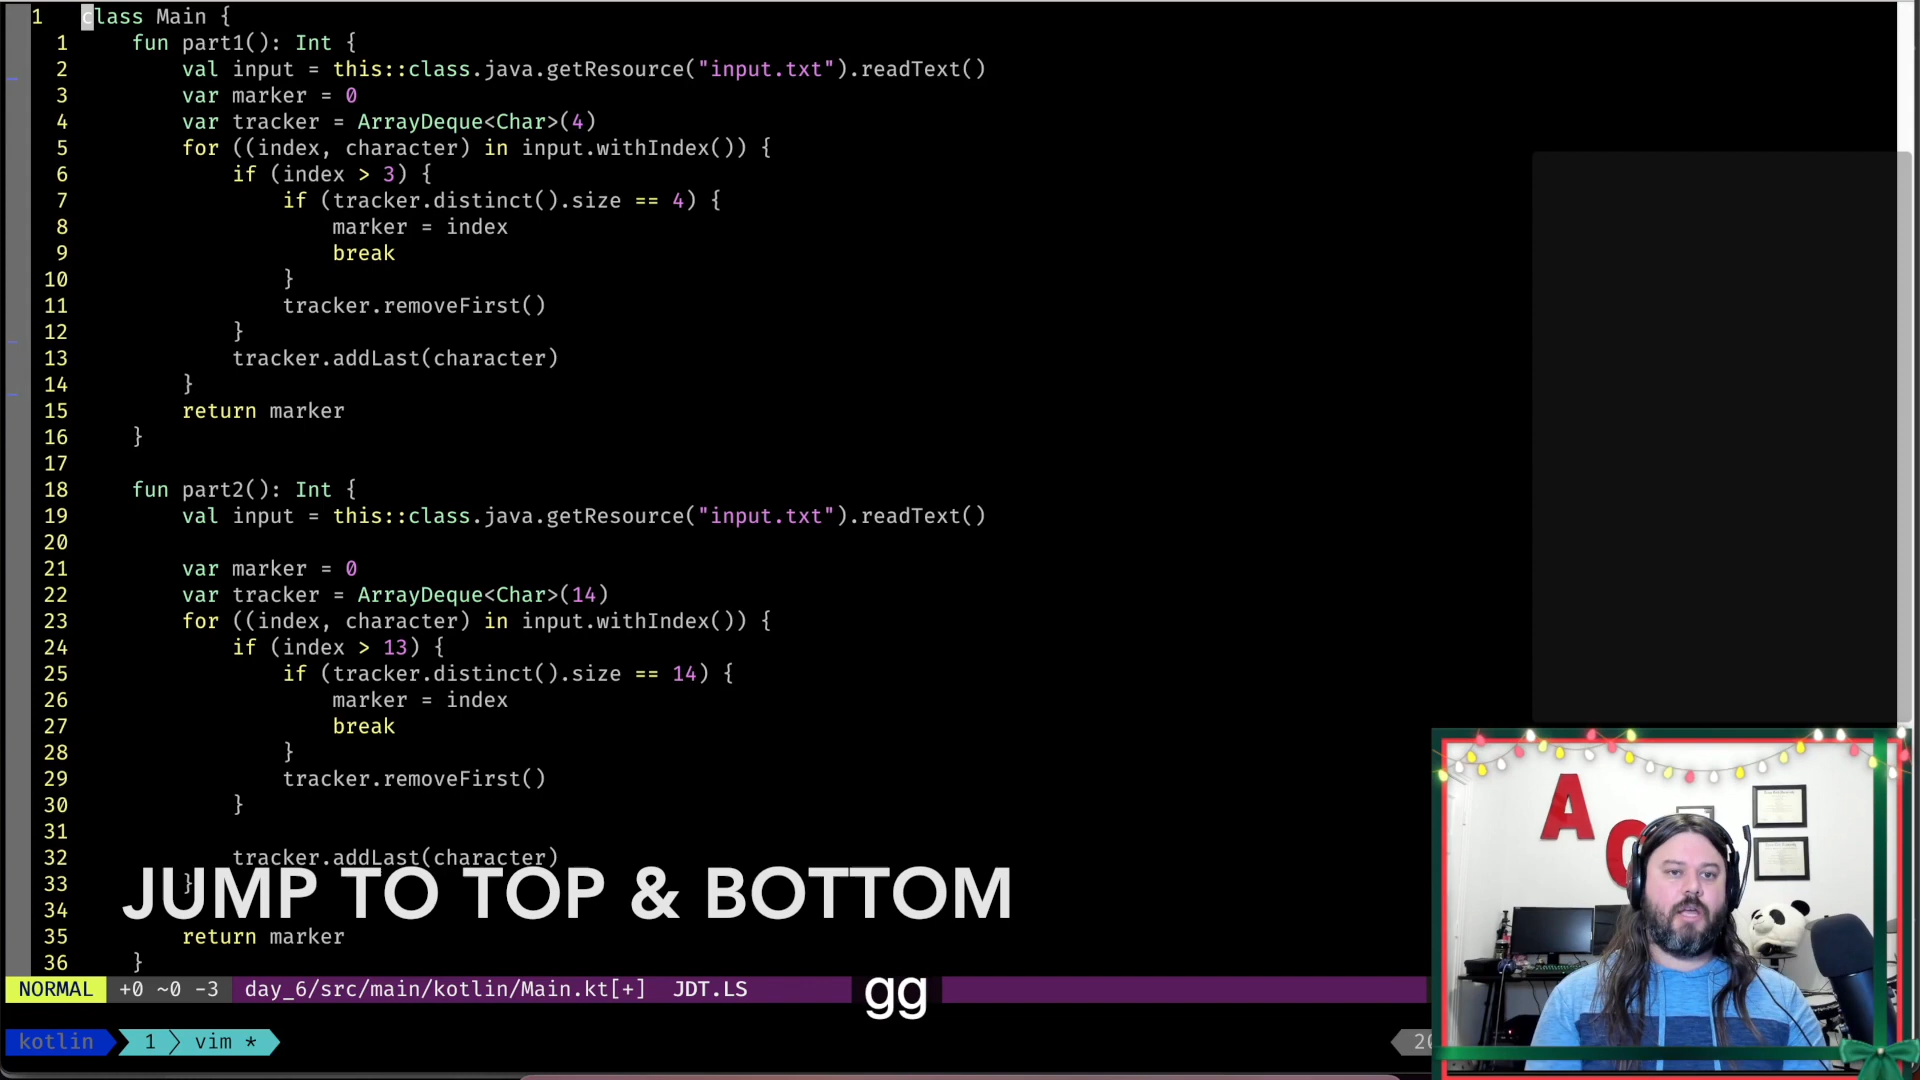 1   class Main {
1       fun part1(): Int {
2           val input = this::class.java.getResource("input.txt").readText()
3           var marker = 0
4           var tracker = ArrayDeque<Char>(4)
5           for ((index, character) in input.withIndex()) {
6               if (index > 3) {
7                   if (tracker.distinct().size == 4) {
8                       marker = index
9                       break
10                  }
11                  tracker.removeFirst()
12              }
13              tracker.addLast(character)
14          }
15          return marker
16      }
17
18      fun part2(): Int {
19          val input = this::class.java.getResource("input.txt").readText()
20
21          var marker = 0
22          var tracker = ArrayDeque<Char>(14)
23          for ((index, character) in input.withIndex()) {
24              if (index > 13) {
25                  if (tracker.distinct().size == 14) {
26                      marker = index
27                      break
28                  }
29                  tracker.removeFirst()
30              }
31
32              tracker.addLast(character)
33          }
JUMP TO TOP & BOTTOM
34
35          return marker
36      }
NORMAL +0 ~0 -3 day_6/src/main/kotlin/Main.kt[+] JDT.LS
gg
kotlin 1 vim * 20
A
C